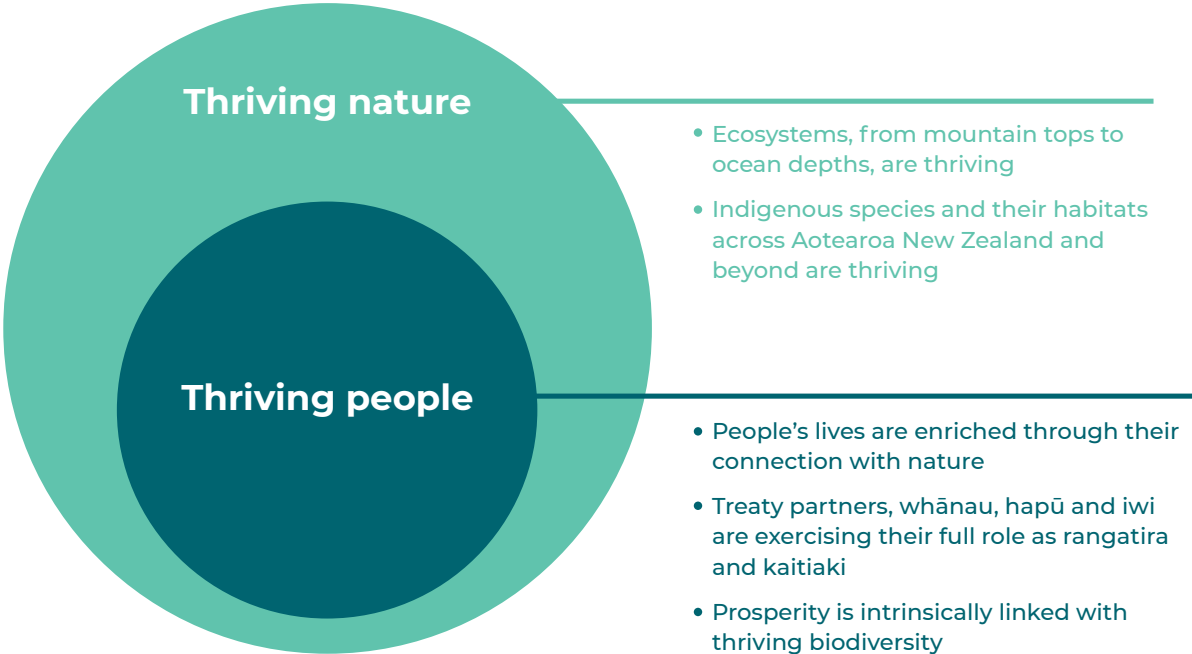 Thriving nature
• Ecosystems, from mountain tops to
ocean depths, are thriving
• Indigenous species and their habitats
across Aotearoa New Zealand and
beyond are thriving
Thriving people
• People’s lives are enriched through their
connection with nature
• Treaty partners, whānau, hapū and iwi
are exercising their full role as rangatira
and kaitiaki
• Prosperity is intrinsically linked with
thriving biodiversity